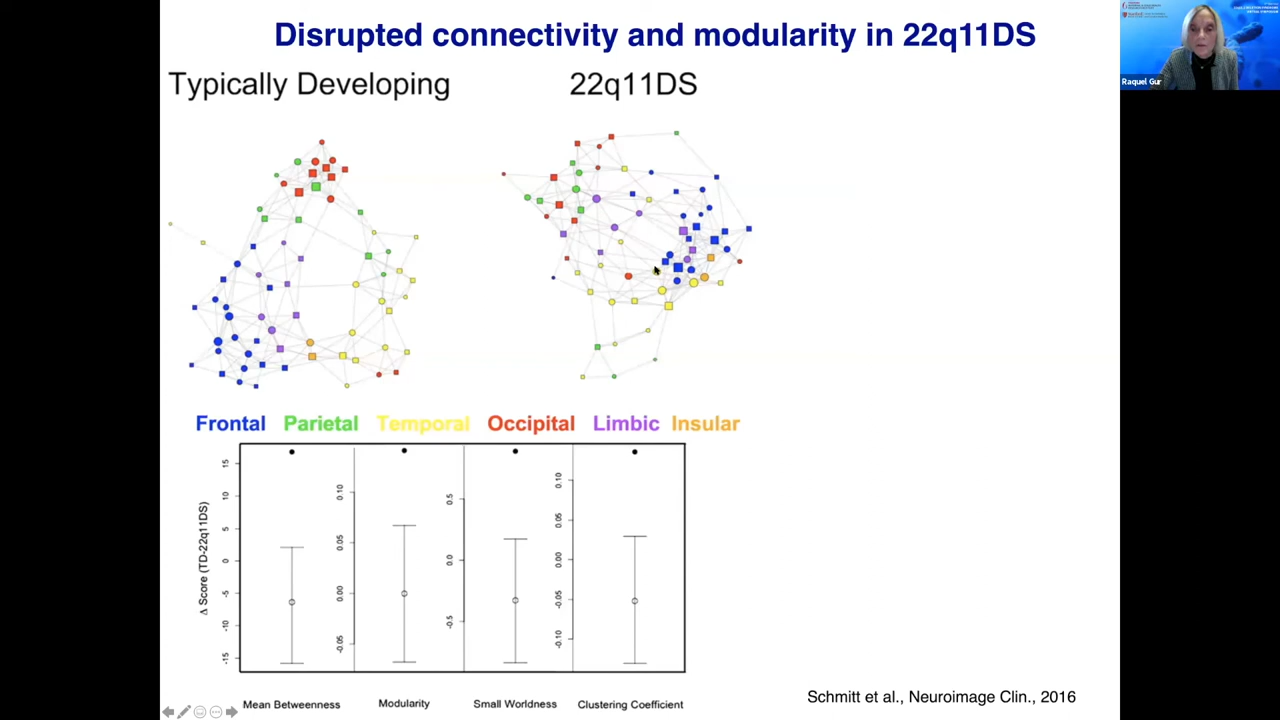 Disrupted connectivity and modularity in 22q11DS
Typically Developing
22q11DS
Raquel Gur
Frontal Parietal Temporal Occipital Limbic Insular
Δ Score (TD-22q11DS)
15
10
5
0
-5
-10
-15
0.10
0.05
0.00
-0.05
0.5
0.0
-0.5
0.10
0.05
0.00
-0.05
-0.10
Mean Betweenness
Modularity
Small Worldness
Clustering Coefficient
Schmitt et al., Neuroimage Clin., 2016